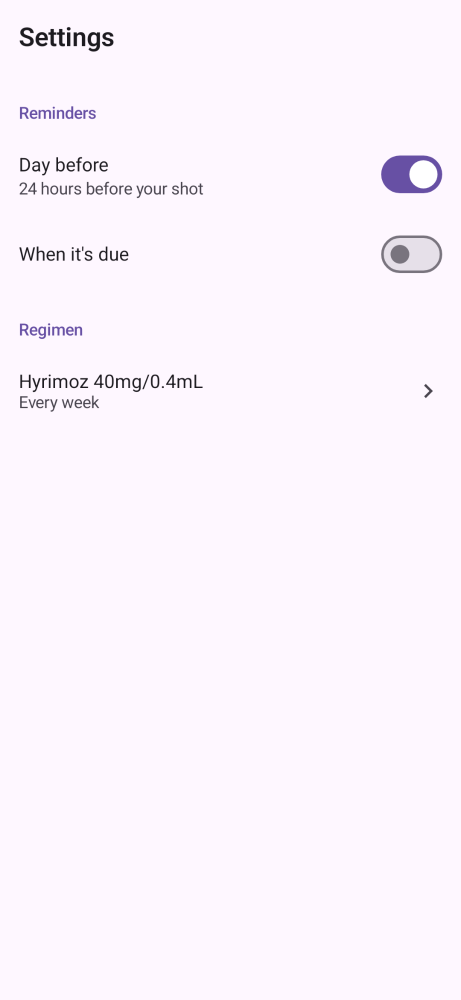 Settings
Reminders
Day before
24 hours before your shot
When it's due
Regimen
Hyrimoz 40mg/0.4mL
Every week